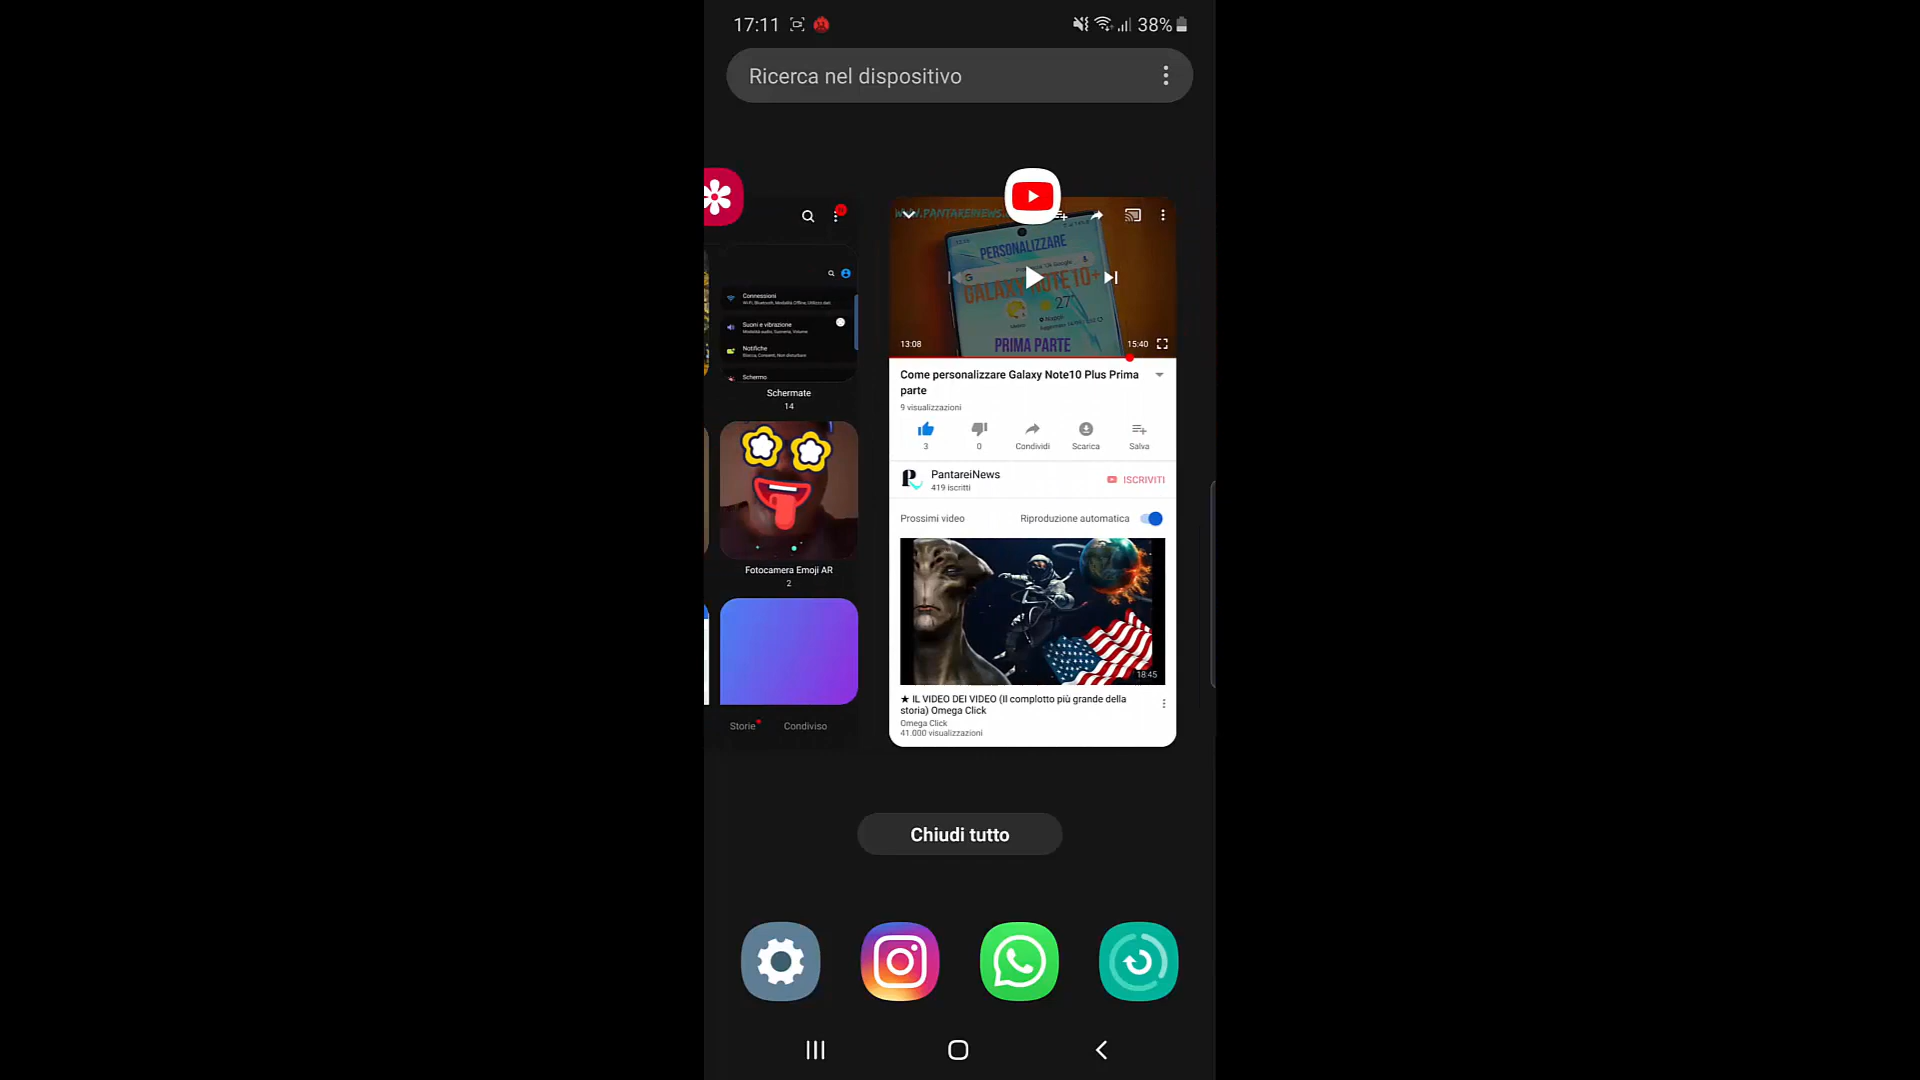 17:11
38%
Ricerca nel dispositivo
Connessioni
Suoni e vibrazione
Notifiche
Schermo
Schermate
14
Fotocamera Emoji AR
2
Storie
Condiviso
WWW.PANTAREINEWS.
PERSONALIZZARE
GALAXY NOTE10+
27°
PRIMA PARTE
13:08
15:40
Come personalizzare Galaxy Note10 Plus Prima
parte
9 visualizzazioni
3
0
Condividi
Scarica
Salva
PantareiNews
419 iscritti
ISCRIVITI
Prossimi video
Riproduzione automatica
18:45
★ IL VIDEO DEI VIDEO (Il complotto più grande della
storia) Omega Click
Omega Click
41.000 visualizzazioni
Chiudi tutto